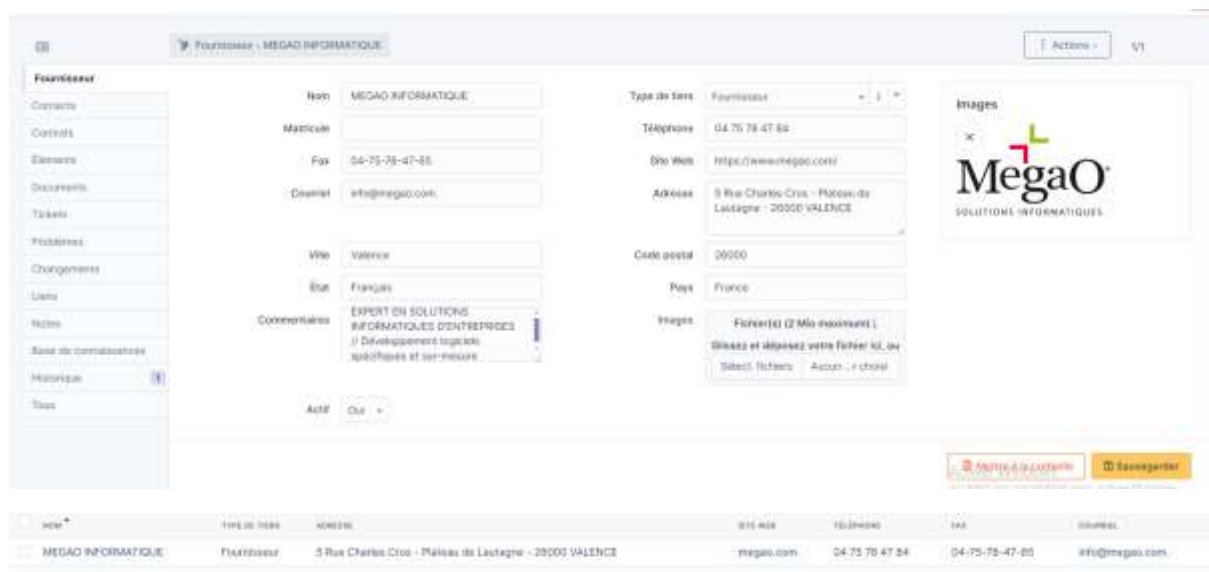 Fournisseur - MEGAO INFORMATIQUE
Actions
1/1
Fournisseur
Contacts
Contrats
Éléments
Documents
Tickets
Problèmes
Changements
Liens
Notes
Base de connaissances
Historique 1
Tous
Nom MEGAO INFORMATIQUE
Type de tiers Fournisseur
Matricule
Téléphone 04 75 78 47 84
Fax 04-75-78-47-85
Site Web https://www.megao.com/
Courriel info@megao.com.
Adresse 5 Rue Charles Cros - Plateau de
Lautagne - 26000 VALENCE
Ville Valence
Code postal 26000
État Français
Pays France
Commentaires EXPERT EN SOLUTIONS
INFORMATIQUES D'ENTREPRISES
// Développement logiciels
spécifiques et sur-mesure
Images Fichier(s) (2 Mio maximum) i
Glissez et déposez votre fichier ici, ou
Sélect. fichiers Aucun ...r choisi
Actif Oui
Images
MegaO
SOLUTIONS INFORMATIQUES
Mettre à la corbeille
Sauvegarder
NOM TYPE DE TIERS ADRESSE SITE WEB TÉLÉPHONE FAX COURRIEL
MEGAO INFORMATIQUE Fournisseur 5 Rue Charles Cros - Plateau de Lautagne - 26000 VALENCE megao.com 04 75 78 47 84 04-75-78-47-85 info@megao.com.